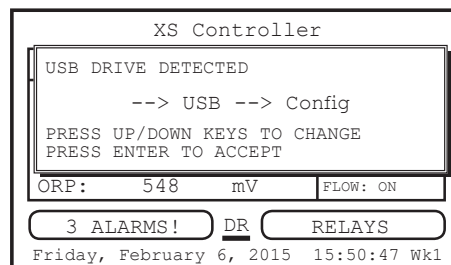 XS Controller
USB DRIVE DETECTED
--> USB --> Config
PRESS UP/DOWN KEYS TO CHANGE
PRESS ENTER TO ACCEPT
ORP: 548 mV FLOW: ON
3 ALARMS! DR RELAYS
Friday, February 6, 2015 15:50:47 Wk1